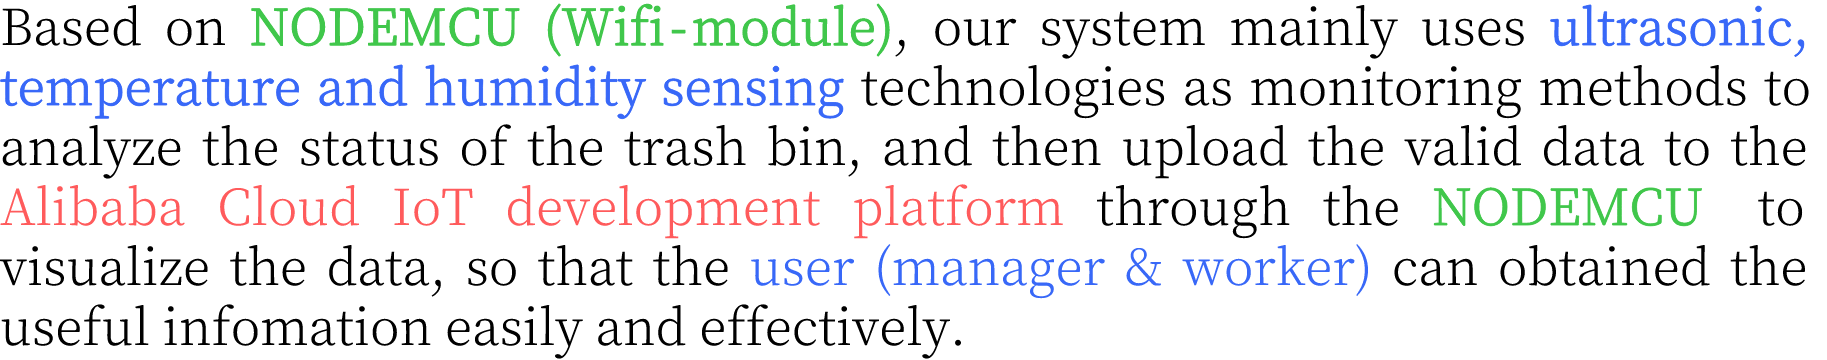 Based on NODEMCU (Wifi-module), our system mainly uses ultrasonic,
temperature and humidity sensing technologies as monitoring methods to
analyze the status of the trash bin, and then upload the valid data to the
Alibaba Cloud IoT development platform through the NODEMCU to
visualize the data, so that the user (manager & worker) can obtained the
useful infomation easily and effectively.